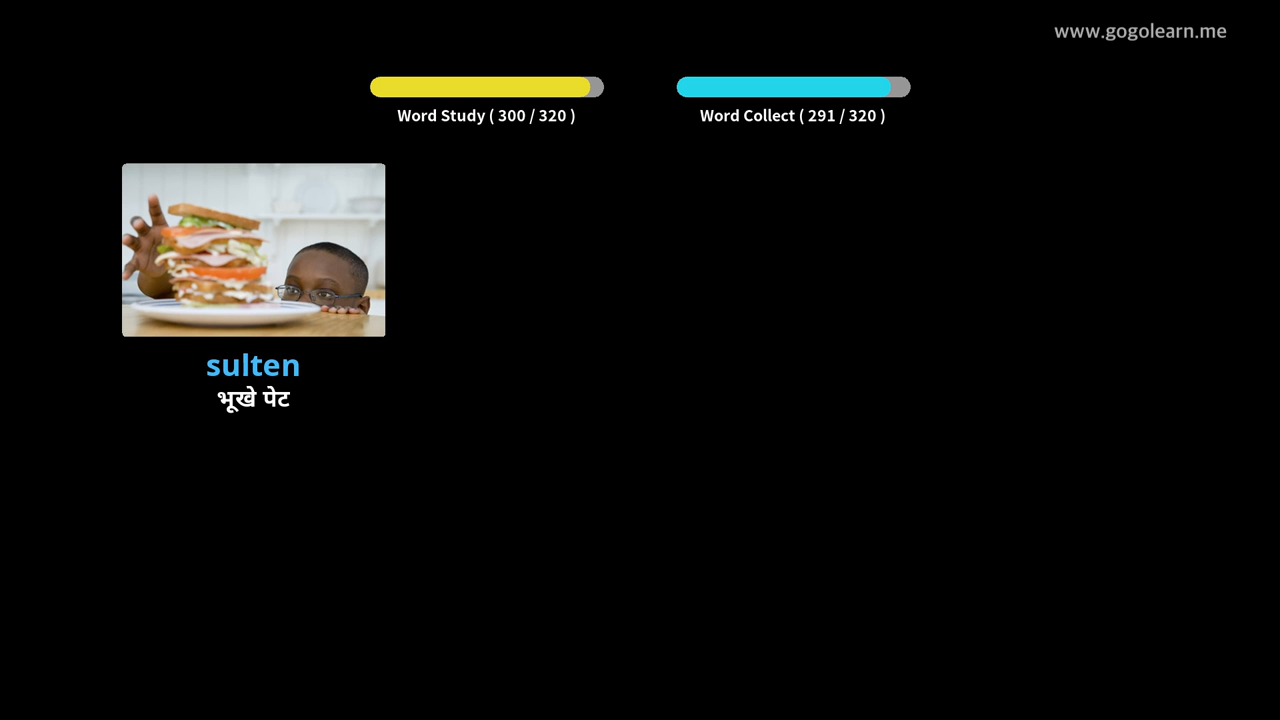 www.gogolearn.me
Word Study ( 300 / 320 )
Word Collect ( 291 / 320 )
sulten
भूखे पेट